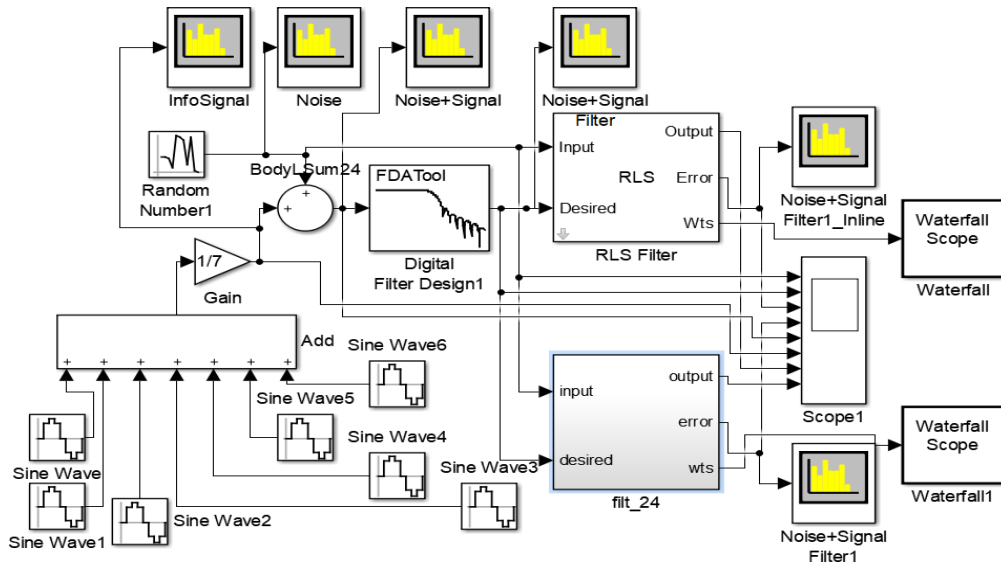 InfoSignal
Noise
Noise+Signal
Noise+Signal
Filter
Random
Number1
BodyLSum24
+
+
FDATool
Digital
Filter Design1
Input
Desired
RLS
Output
Error
Wts
RLS Filter
Noise+Signal
Filter1_Inline
Waterfall
Scope
Waterfall
1/7
Gain
Add
+ + + + + + +
Scope1
Sine Wave6
Sine Wave5
Sine Wave4
Sine Wave3
Sine Wave
Sine Wave1
Sine Wave2
input
desired
output
error
wts
filt_24
Waterfall
Scope
Waterfall1
Noise+Signal
Filter1